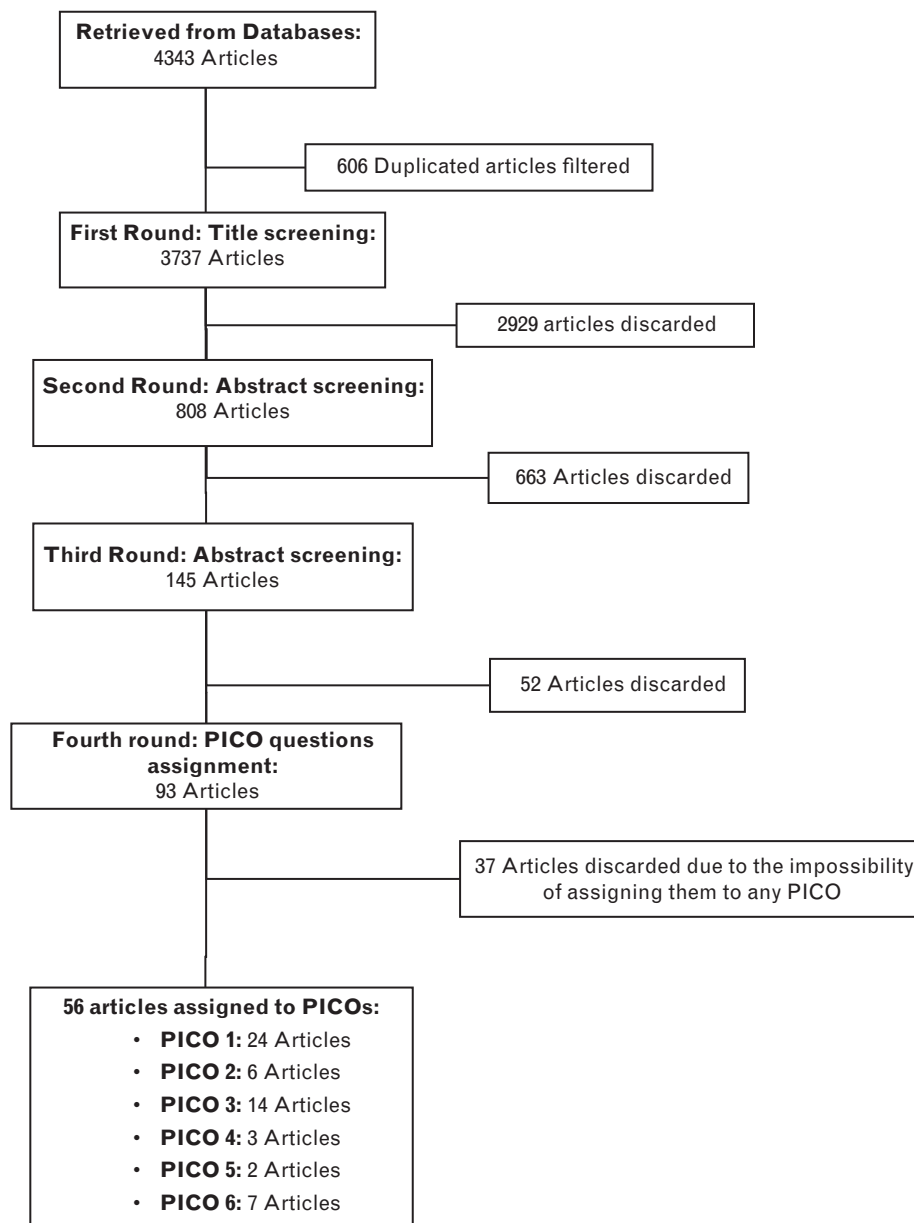 Retrieved from Databases:
4343 Articles
606 Duplicated articles filtered
First Round: Title screening:
3737 Articles
2929 articles discarded
Second Round: Abstract screening:
808 Articles
663 Articles discarded
Third Round: Abstract screening:
145 Articles
52 Articles discarded
Fourth round: PICO questions
assignment:
93 Articles
37 Articles discarded due to the impossibility
of assigning them to any PICO
56 articles assigned to PICOs:
• PICO 1: 24 Articles
• PICO 2: 6 Articles
• PICO 3: 14 Articles
• PICO 4: 3 Articles
• PICO 5: 2 Articles
• PICO 6: 7 Articles